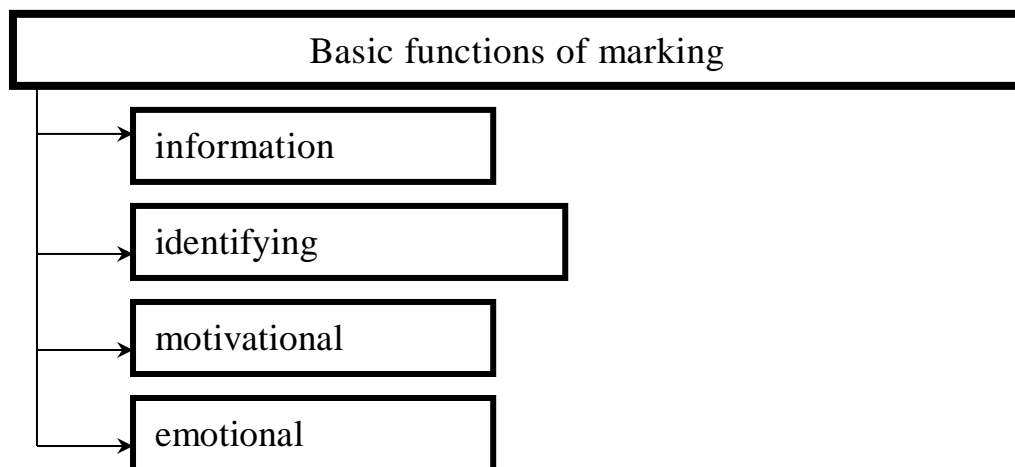 Basic functions of marking
information
identifying
motivational
emotional